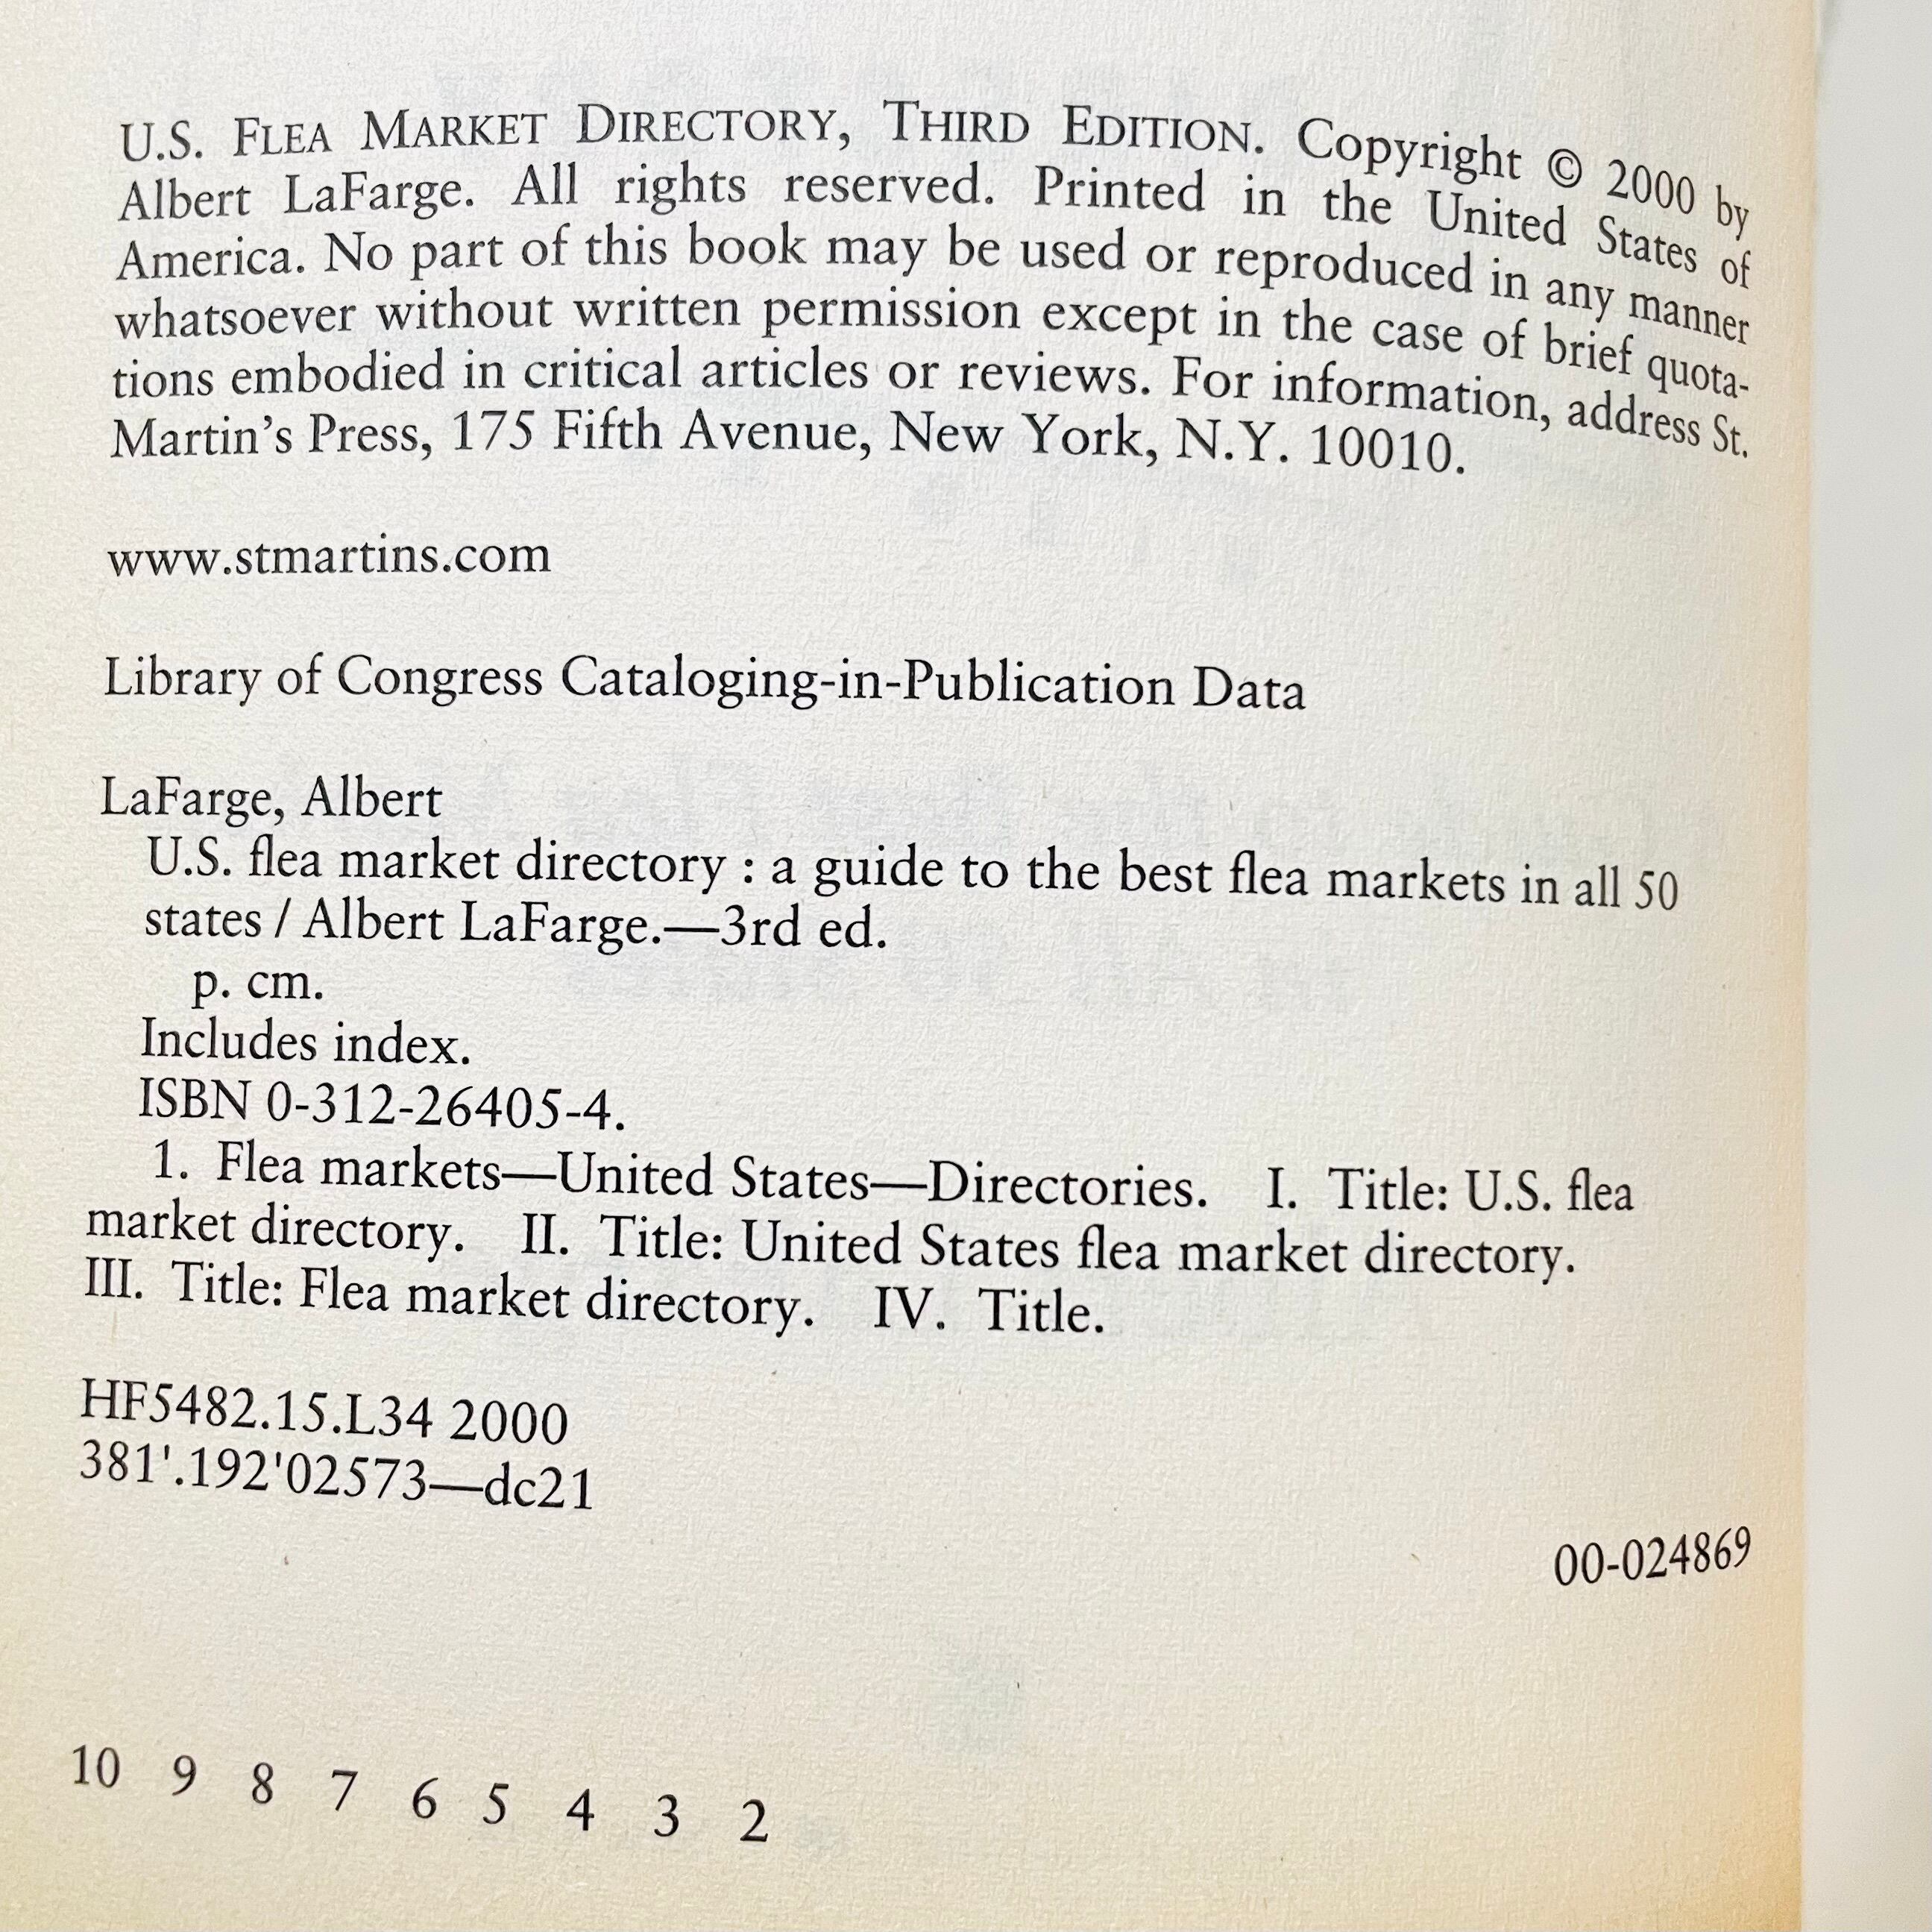 U.S. FLEA MARKET DIRECTORY, THIRD EDITION. Copyright © 2000 by
Albert LaFarge. All rights reserved. Printed in the United States of
America. No part of this book may be used or reproduced in any manner
whatsoever without written permission except in the case of brief quota-
tions embodied in critical articles or reviews. For information, address St.
Martin's Press, 175 Fifth Avenue, New York, N.Y. 10010.
www.stmartins.com
Library of Congress Cataloging-in-Publication Data
LaFarge, Albert
U.S. flea market directory : a guide to the best flea markets in all 50
states / Albert LaFarge.—3rd ed.
p. cm.
Includes index.
ISBN 0-312-26405-4.
1. Flea markets—United States—Directories. I. Title: U.S. flea
market directory. II. Title: United States flea market directory.
III. Title: Flea market directory. IV. Title.
HF5482.15.L34 2000
381'.192'02573—dc21
00-024869
10 9 8 7 6 5 4 3 2